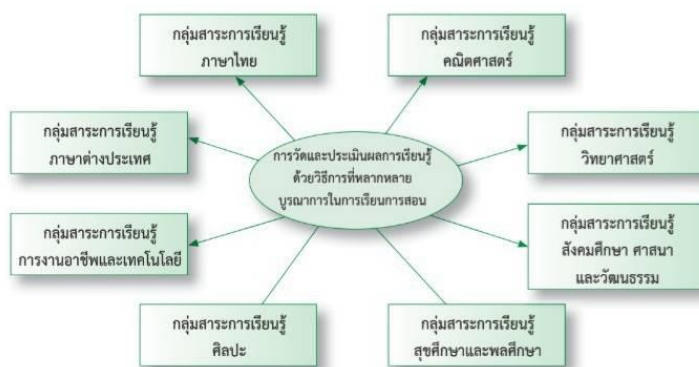 กลุ่มสาระการเรียนรู้
ภาษาไทย
กลุ่มสาระการเรียนรู้
คณิตศาสตร์
กลุ่มสาระการเรียนรู้
ภาษาต่างประเทศ
การวัดและประเมินผลการเรียนรู้
ด้วยวิธีการที่หลากหลาย
บูรณาการในการเรียนการสอน
กลุ่มสาระการเรียนรู้
วิทยาศาสตร์
กลุ่มสาระการเรียนรู้
การงานอาชีพและเทคโนโลยี
กลุ่มสาระการเรียนรู้
สังคมศึกษา ศาสนา
และวัฒนธรรม
กลุ่มสาระการเรียนรู้
ศิลปะ
กลุ่มสาระการเรียนรู้
สุขศึกษาและพลศึกษา